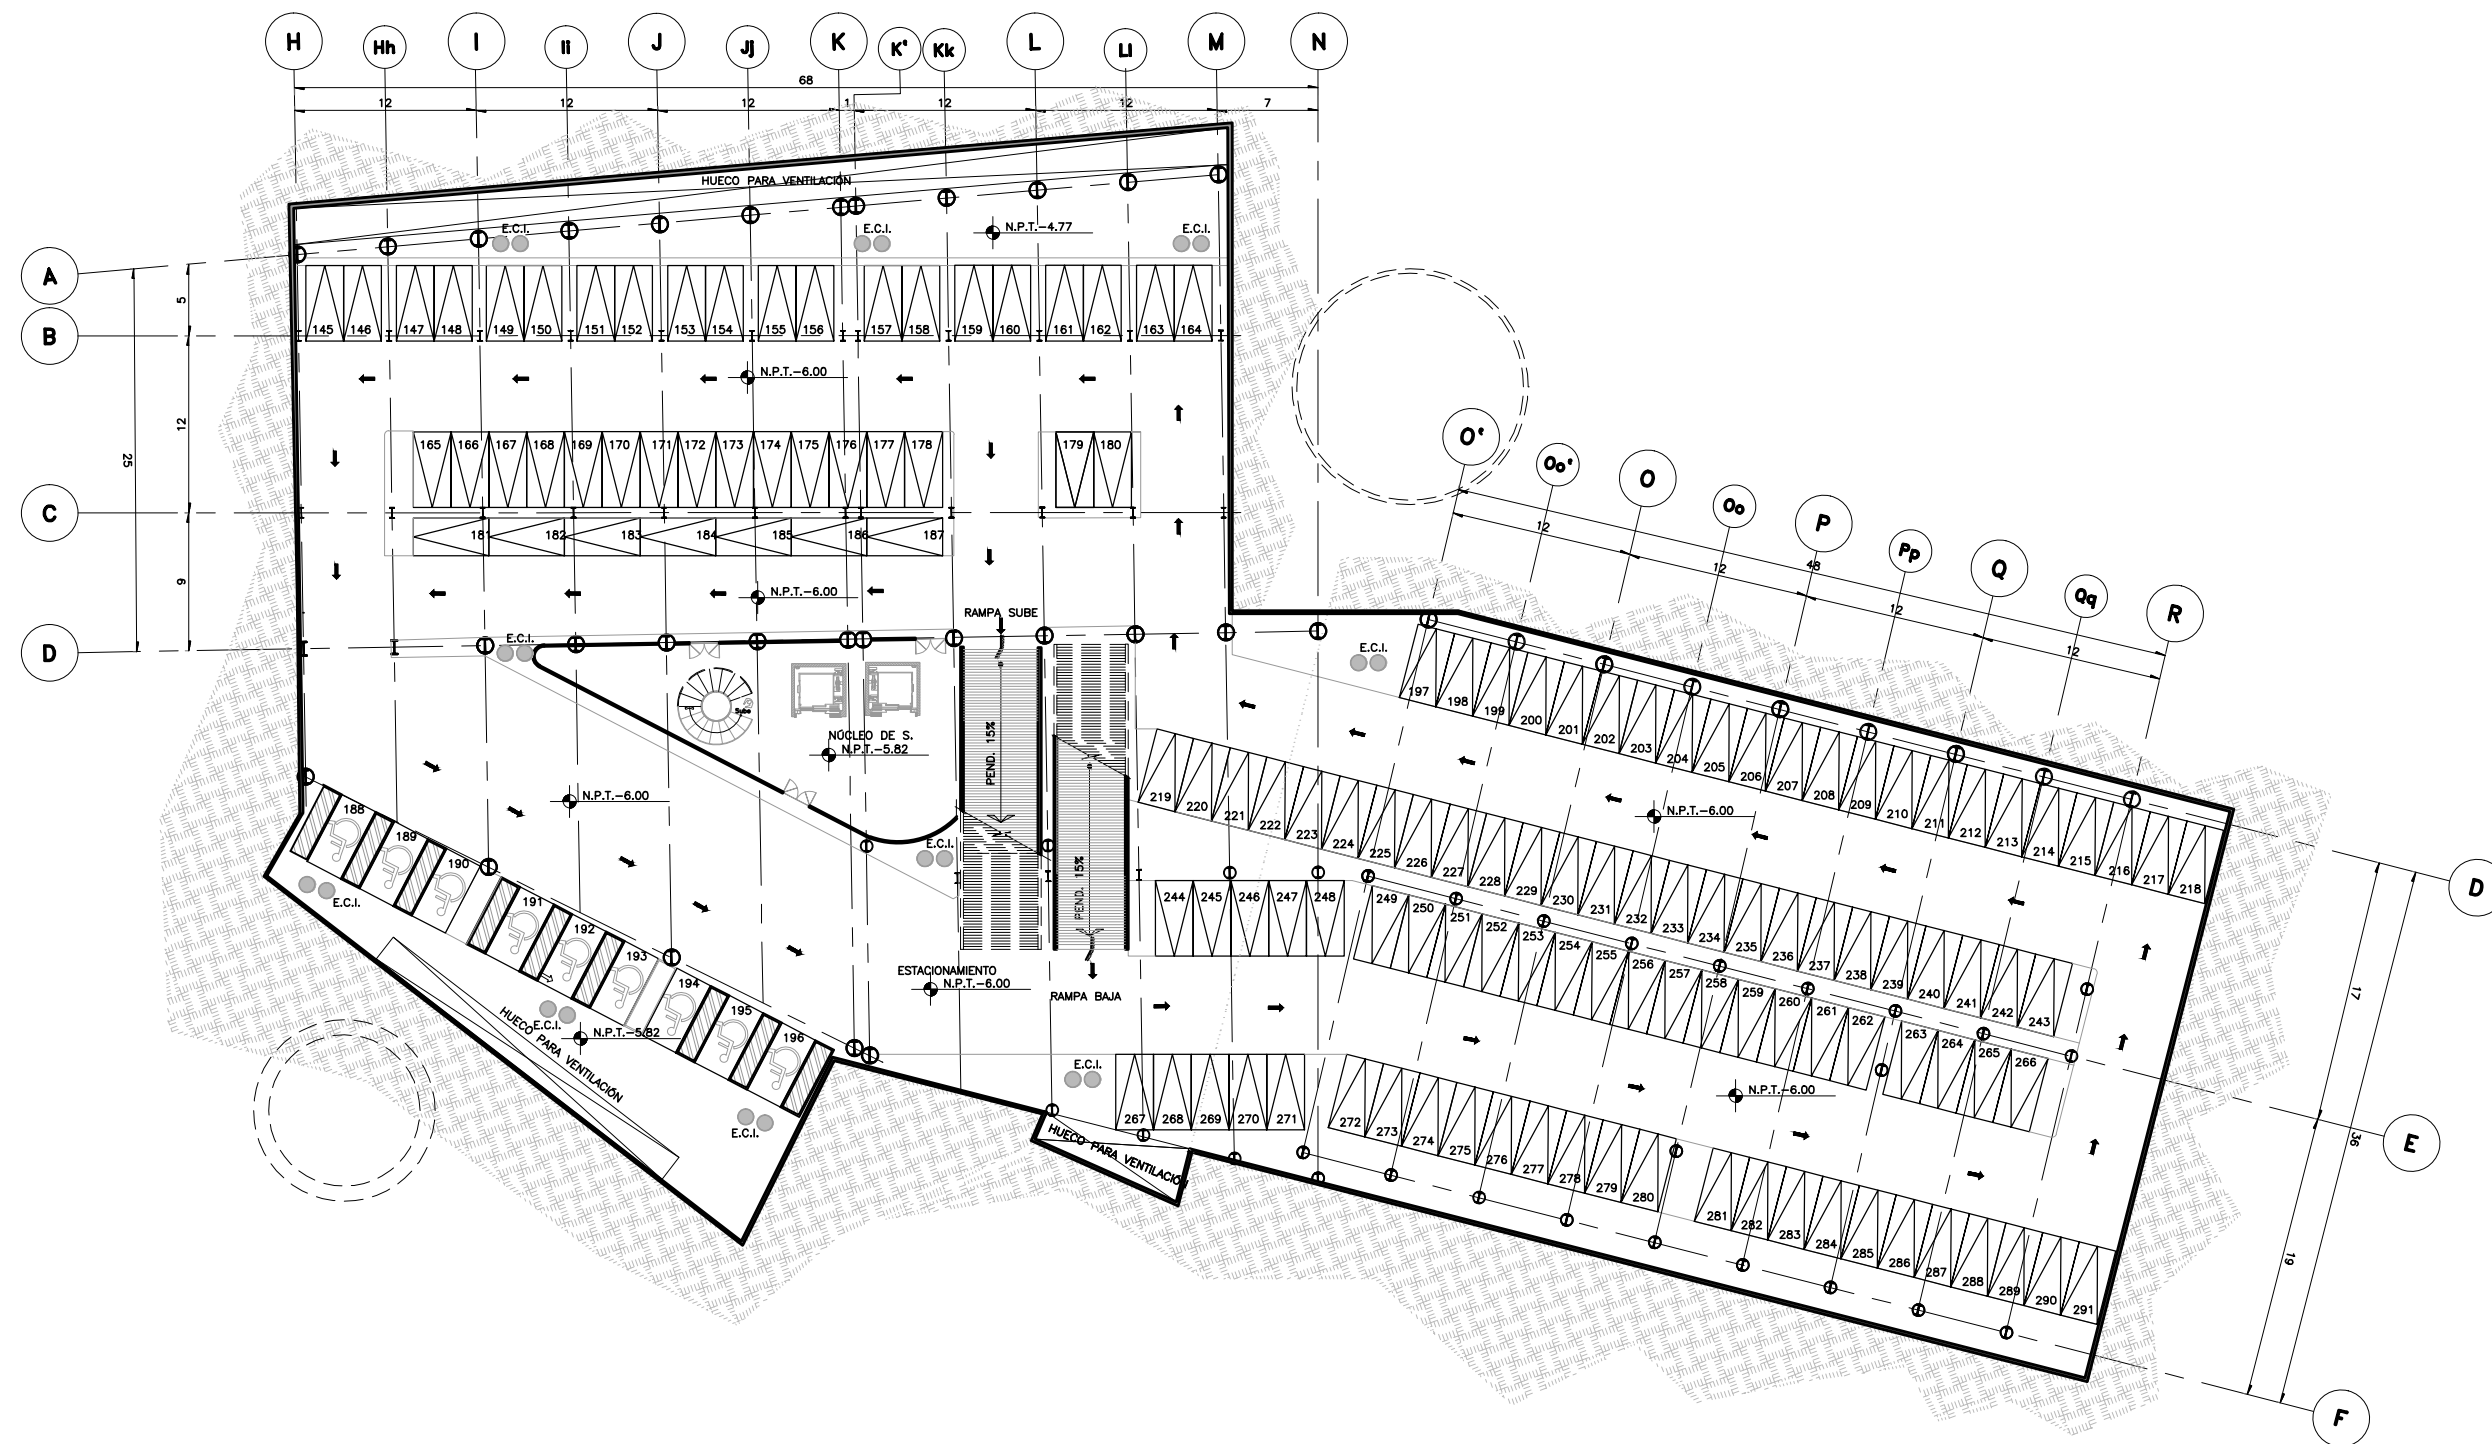 H Hh I Ii J Jj K K' Kk L Ll M N
68
12 12 12 1 12 12 7
HUECO PARA VENTILACIÓN
E.C.I. E.C.I. N.P.T.-4.77 E.C.I.
A
5
B
145 146 147 148 149 150 151 152 153 154 155 156 157 158 159 160 161 162 163 164
N.P.T.-6.00
12
25
165 166 167 168 169 170 171 172 173 174 175 176 177 178 179 180
C
181 182 183 184 185 186 187
9
N.P.T.-6.00
RAMPA SUBE
D
E.C.I.
O' Oo' O Oo P Pp Q Qq R
12 12 48 12 12
E.C.I.
197 198 199 200 201 202 203 204 205 206 207 208 209 210 211 212 213 214 215 216 217 218
Sube
NÚCLEO DE S.
N.P.T.-5.82
PEND. 15%
N.P.T.-6.00
N.P.T.-6.00
219 220 221 222 223 224 225 226 227 228 229 230 231 232 233 234 235 236 237 238 239 240 241 242 243
188 189 190 191 192 193 194 195 196
E.C.I.
E.C.I.
PEND. 15%
244 245 246 247 248
249 250 251 252 253 254 255 256 257 258 259 260 261 262 263 264 265 266
D
17
36
ESTACIONAMIENTO
N.P.T.-6.00
RAMPA BAJA
HUECO
PARA VENTILACIÓN
E.C.I.
N.P.T.-5.82
E.C.I.
E.C.I.
N.P.T.-6.00
E
267 268 269 270 271
272 273 274 275 276 277 278 279 280 281 282 283 284 285 286 287 288 289 290 291
HUECO PARA VENTILACIÓN
19
F